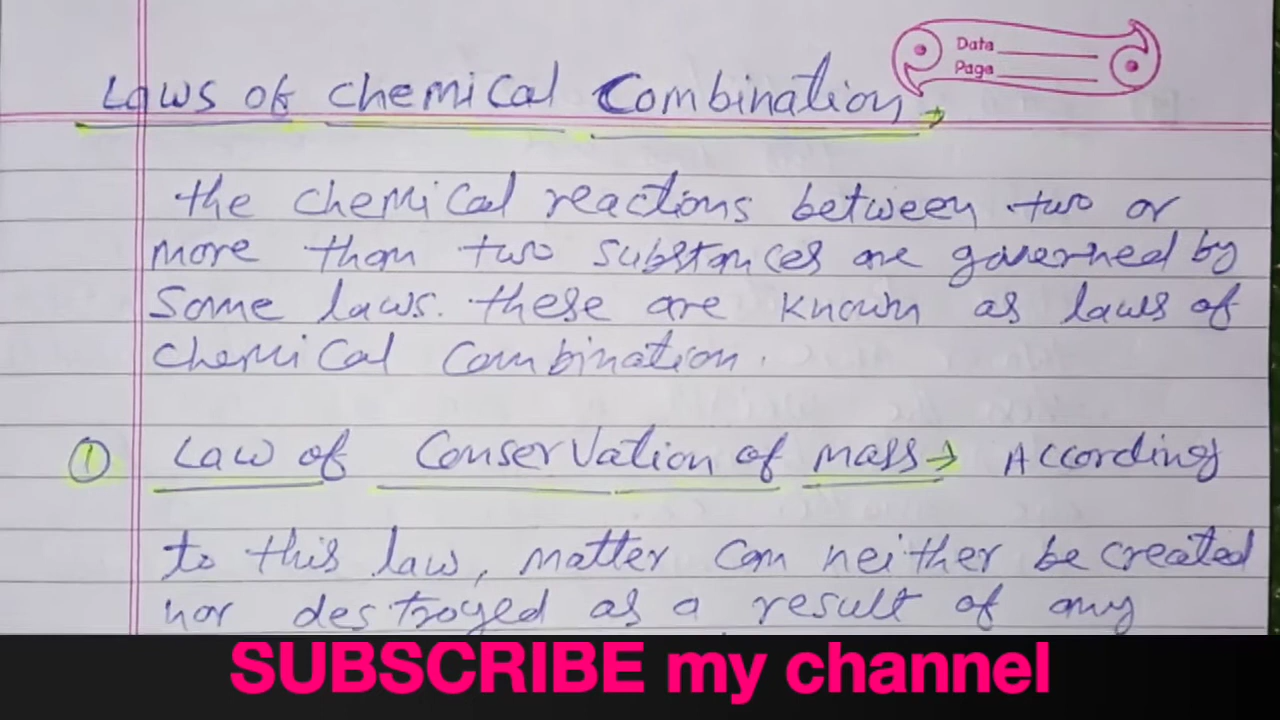 Data
Page
Laws of chemical Combination →
the chemical reactions between two or
more than two substances are governed by
Some laws. these are known as laws of
chemical combination.
① Law of Conservation of mass → According
to this law, matter can neither be created
nor destroyed as a result of any
SUBSCRIBE my channel